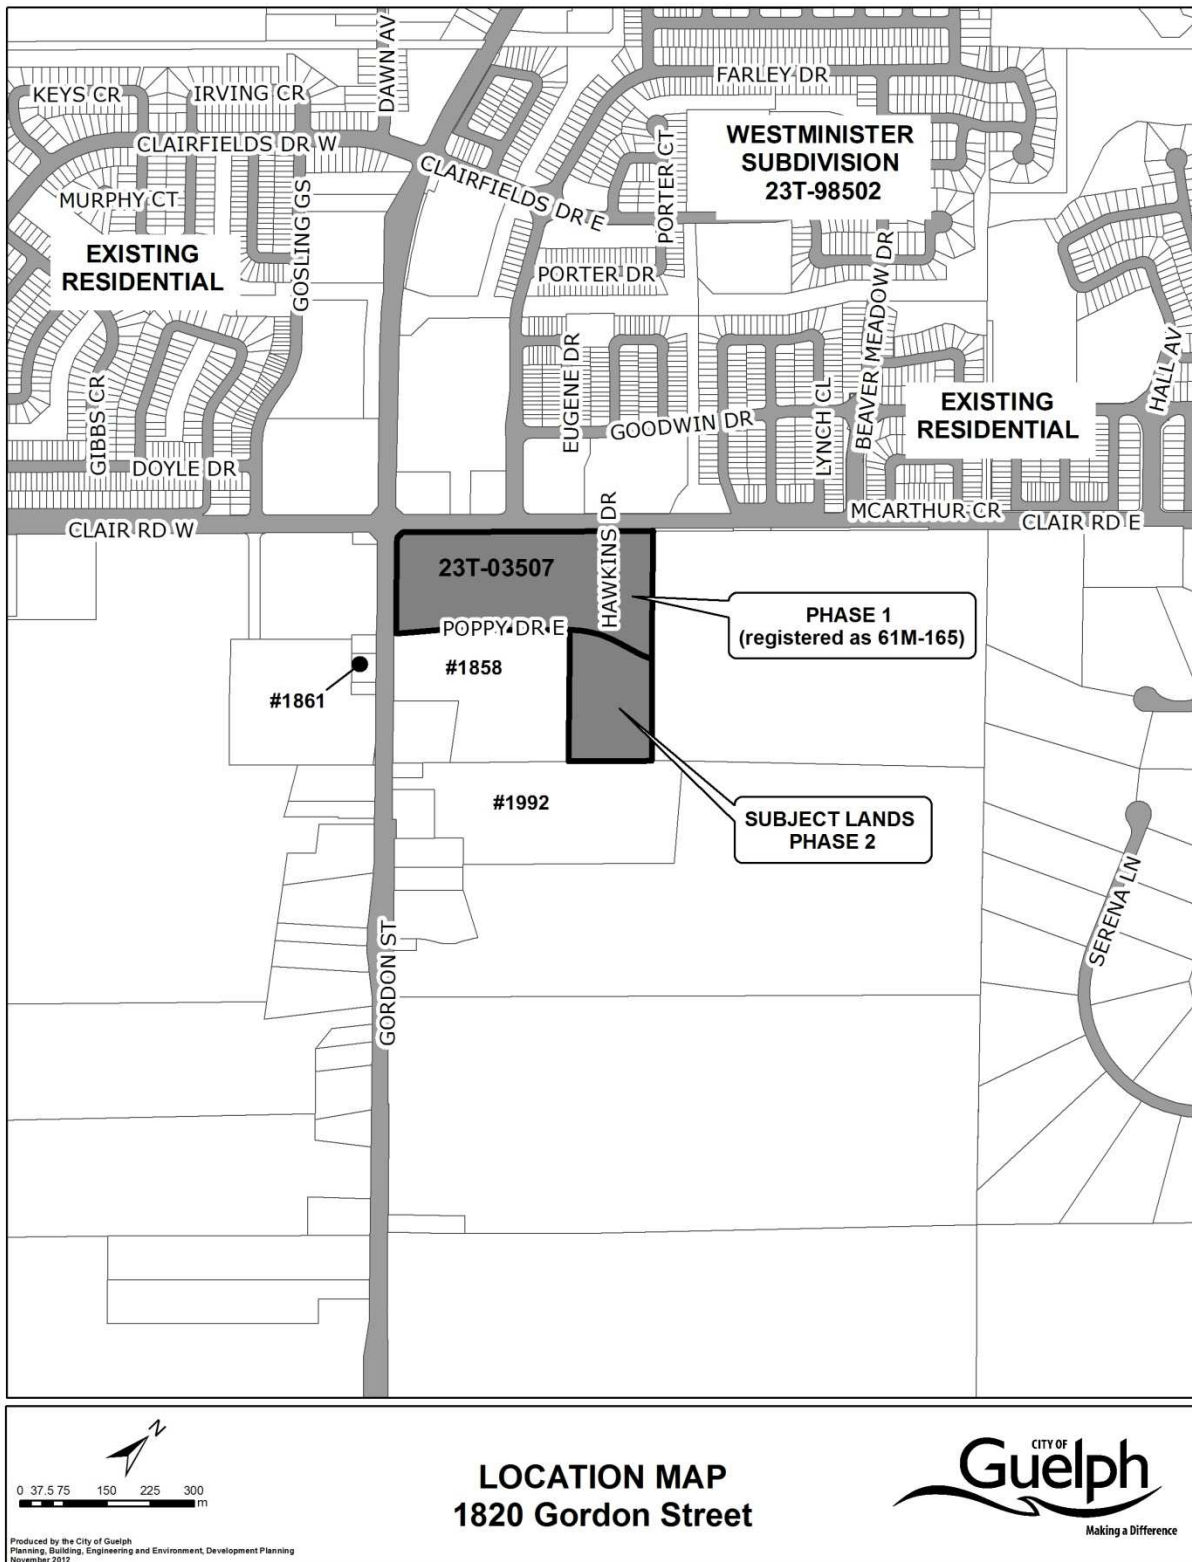 DAWN AV
FARLEY DR
KEYS CR
IRVING CR
WESTMINISTER
SUBDIVISION
23T-98502
CLAIRFIELDS DR W
CLAIRFIELDS DR E
PORTER CT
MURPHY CT
GOSLING GS
EXISTING
RESIDENTIAL
PORTER DR
BEAVER MEADOW DR
HALL AV
EUGENE DR
GIBBS CR
LYNCH CL
EXISTING
RESIDENTIAL
GOODWIN DR
DOYLE DR
MCARTHUR CR
CLAIR RD W
CLAIR RD E
HAWKINS DR
23T-03507
PHASE 1
(registered as 61M-165)
POPPY DR E
#1858
#1861
#1992
SUBJECT LANDS
PHASE 2
SERENA LN
GORDON ST
N
0 37.5 75 150 225 300
m
LOCATION MAP
1820 Gordon Street
CITY OF
Guelph
Making a Difference
Produced by the City of Guelph
Planning, Building, Engineering and Environment, Development Planning
November 2012